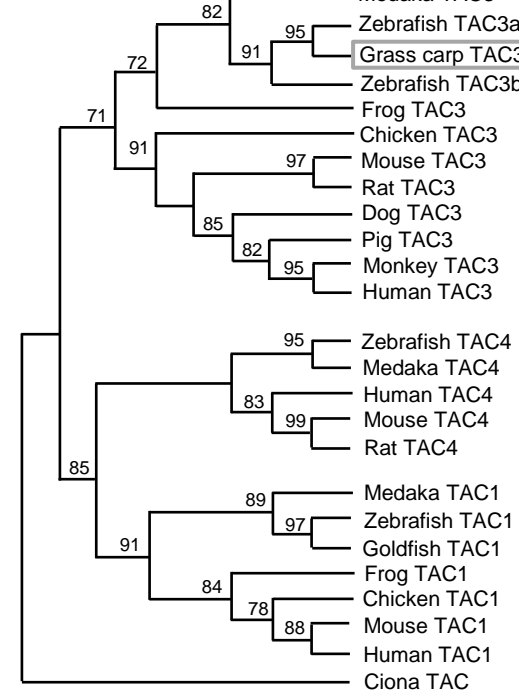 82
Zebrafish TAC3a
95
Grass carp TAC3
91
Zebrafish TAC3b
72
Frog TAC3
71
Chicken TAC3
91
Mouse TAC3
97
Rat TAC3
Dog TAC3
85
Pig TAC3
82
Monkey TAC3
95
Human TAC3
Zebrafish TAC4
95
Medaka TAC4
Human TAC4
83
Mouse TAC4
99
Rat TAC4
85
Medaka TAC1
89
Zebrafish TAC1
97
Goldfish TAC1
91
Frog TAC1
84
Chicken TAC1
78
Mouse TAC1
88
Human TAC1
Ciona TAC